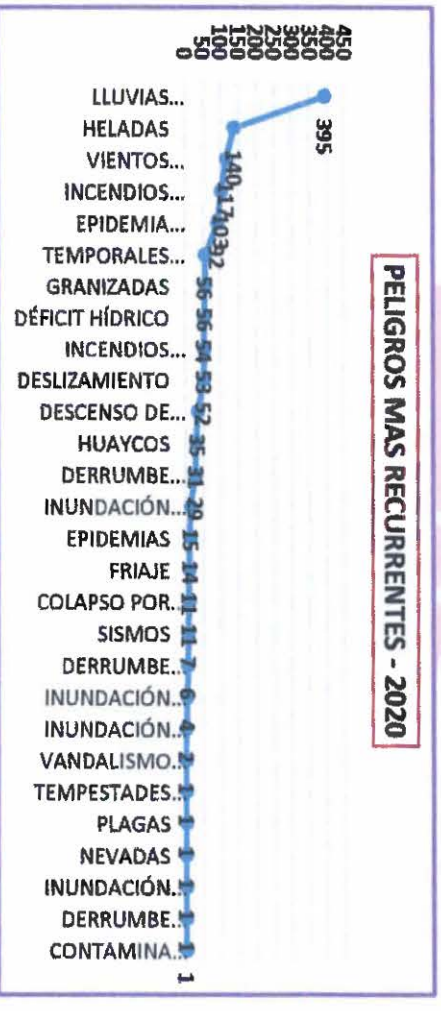 PELIGROS MAS RECURRENTES - 2020
450
400
350
300
250
200
150
100
50
0
395
140
117
103
92
56
56
54
53
52
35
31
29
15
14
11
11
7
6
4
2
1
1
1
1
1
1
1
LLUVIAS...
HELADAS
VIENTOS...
INCENDIOS...
EPIDEMIA...
TEMPORALES...
GRANIZADAS
DÉFICIT HÍDRICO
INCENDIOS...
DESLIZAMIENTO
DESCENSO DE...
HUAYCOS
DERRUMBE...
INUNDACIÓN...
EPIDEMIAS
FRIAJE
COLAPSO POR...
SISMOS
DERRUMBE...
INUNDACIÓN...
INUNDACIÓN...
VANDALISMO...
TEMPESTADES...
PLAGAS
NEVADAS
INUNDACIÓN...
DERRUMBE...
CONTAMINA...